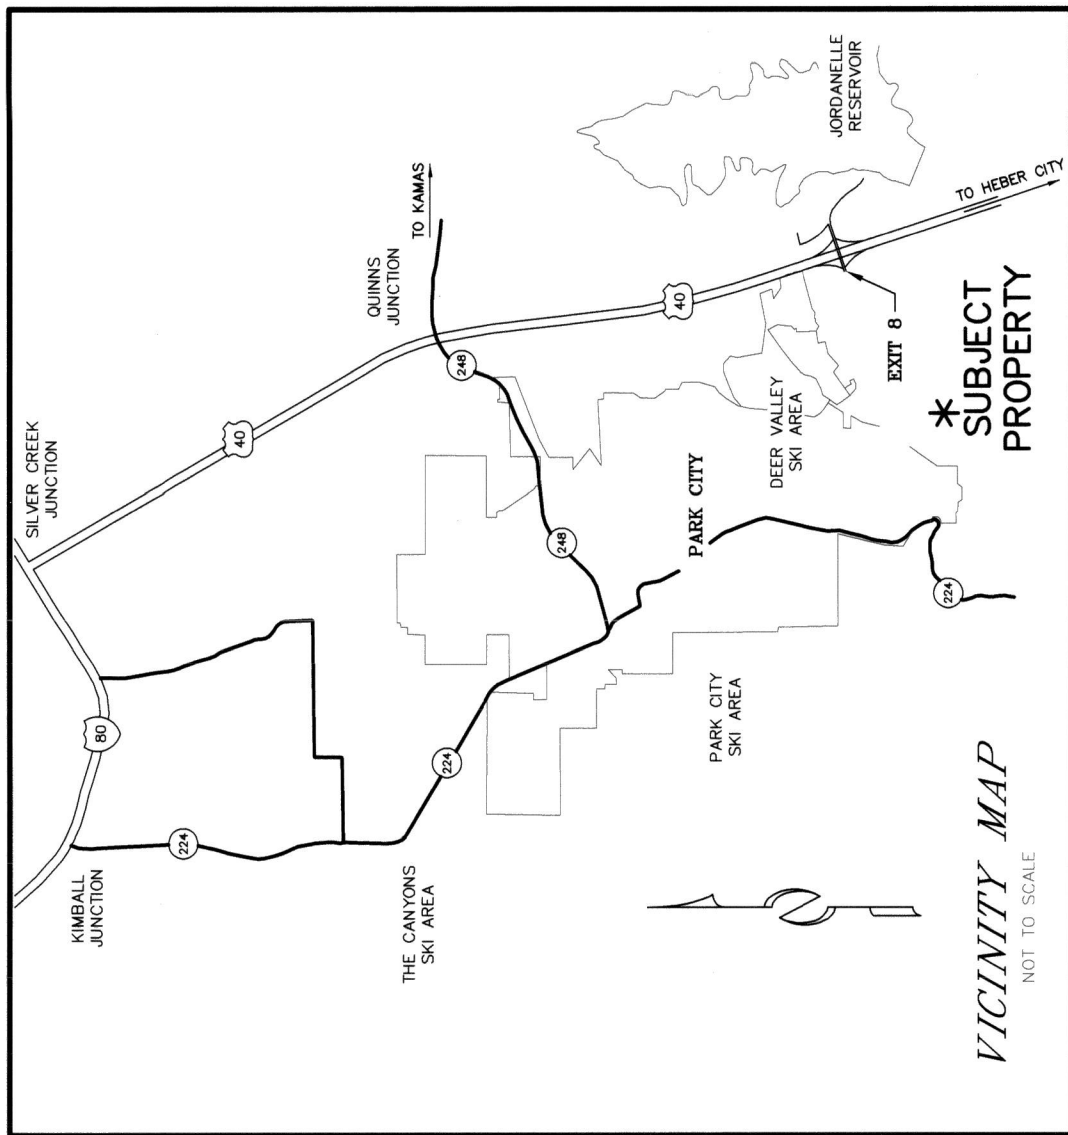 SILVER CREEK
JUNCTION
KIMBALL
JUNCTION
80
40
224
QUINNS
JUNCTION
TO KAMAS
248
248
224
THE CANYONS
SKI AREA
40
PARK CITY
PARK CITY
SKI AREA
DEER VALLEY
SKI AREA
JORDANELLE
RESERVOIR
EXIT 8
TO HEBER CITY
224
*
SUBJECT
PROPERTY
VICINITY MAP
NOT TO SCALE